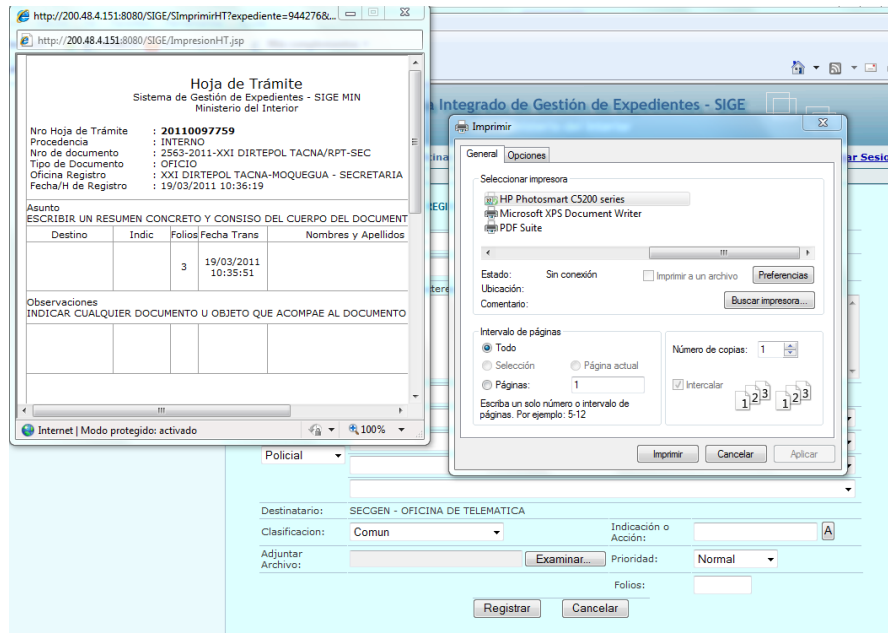 http://200.48.4.151:8080/SIGE/SImprimirHT?expediente=944276&...
http://200.48.4.151:8080/SIGE/ImpresionHT.jsp
Hoja de Trámite
Sistema de Gestión de Expedientes - SIGE MIN
Ministerio del Interior
Nro Hoja de Trámite : 20110097759
Procedencia : INTERNO
Nro de documento : 2563-2011-XXI DIRTEPOL TACNA/RPT-SEC
Tipo de Documento : OFICIO
Oficina Registro : XXI DIRTEPOL TACNA-MOQUEGUA - SECRETARIA
Fecha/H de Registro : 19/03/2011 10:36:19
Asunto
ESCRIBIR UN RESUMEN CONCRETO Y CONSISO DEL CUERPO DEL DOCUMENT
Destino Indic Folios Fecha Trans Nombres y Apellidos
3 19/03/2011
10:35:51
Observaciones
INDICAR CUALQUIER DOCUMENTO U OBJETO QUE ACOMPAE AL DOCUMENTO
Internet | Modo protegido: activado 100%
Integrado de Gestión de Expedientes - SIGE
ar Sesio
Imprimir
General Opciones
Seleccionar impresora
HP Photosmart C5200 series
Microsoft XPS Document Writer
PDF Suite
Estado: Sin conexión
Ubicación:
Comentario:
Imprimir a un archivo Preferencias
Buscar impresora...
Intervalo de páginas
Todo
Selección Página actual
Páginas: 1
Escriba un solo número o intervalo de
páginas. Por ejemplo: 5-12
Número de copias: 1
Intercalar
1 2 3 1 2 3
Imprimir Cancelar Aplicar
Policial
Destinatario: SECGEN - OFICINA DE TELEMATICA
Clasificacion: Comun Indicación o
Acción: A
Adjuntar
Archivo: Examinar... Prioridad: Normal
Folios:
Registrar Cancelar